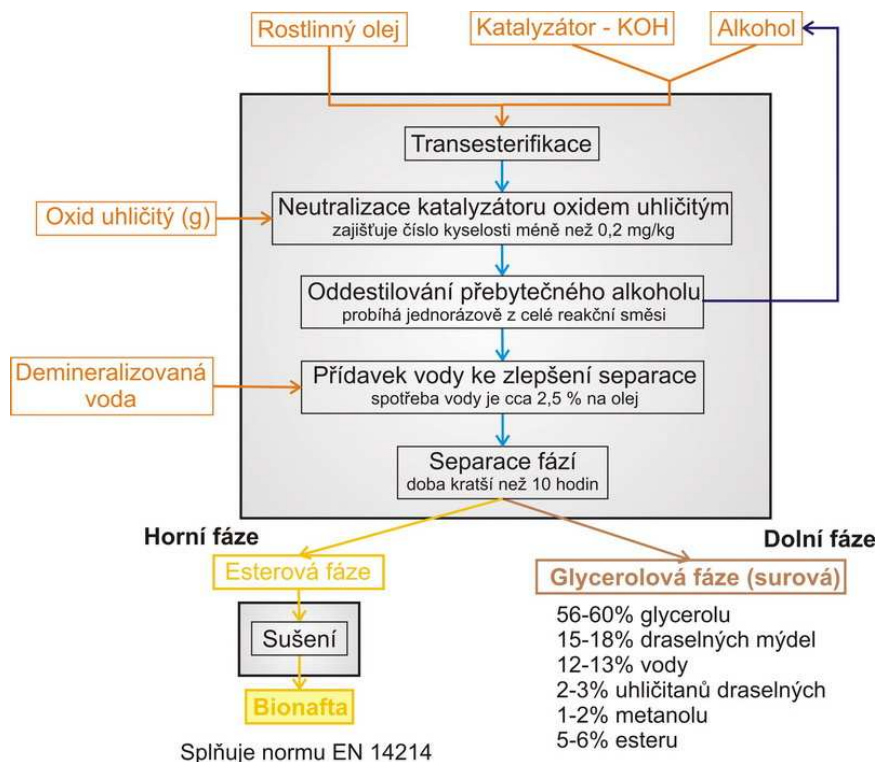 Rostlinný olej
Katalyzátor - KOH
Alkohol
Transesterifikace
Oxid uhličitý (g)
Neutralizace katalyzátoru oxidem uhličitým
zajišťuje číslo kyselosti méně než 0,2 mg/kg
Oddestilování přebytečného alkoholu
probíhá jednorázově z celé reakční směsi
Demineralizovaná
voda
Přídavek vody ke zlepšení separace
spotřeba vody je cca 2,5 % na olej
Separace fází
doba kratší než 10 hodin
Horní fáze
Dolní fáze
Esterová fáze
Glycerolová fáze (surová)
Sušení
Bionafta
Splňuje normu EN 14214
56-60% glycerolu
15-18% draselných mýdel
12-13% vody
2-3% uhličitanů draselných
1-2% metanolu
5-6% esteru